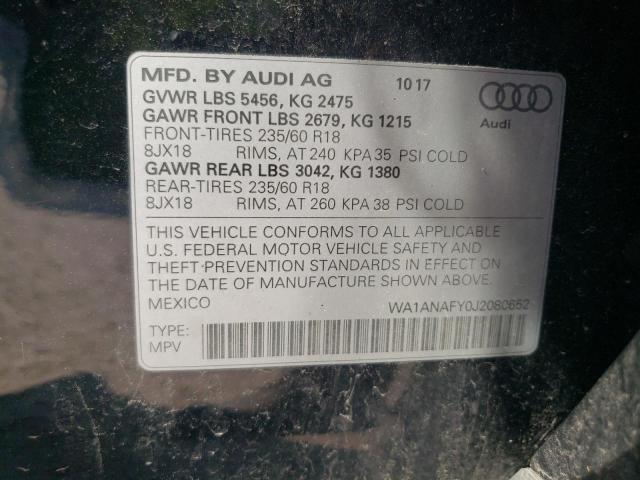 MFD. BY AUDI AG 10 17
GVWR LBS 5456, KG 2475
GAWR FRONT LBS 2679, KG 1215
FRONT-TIRES 235/60 R18
8JX18 RIMS, AT 240 KPA 35 PSI COLD
GAWR REAR LBS 3042, KG 1380
REAR-TIRES 235/60 R18
8JX18 RIMS, AT 260 KPA 38 PSI COLD
Audi
THIS VEHICLE CONFORMS TO ALL APPLICABLE
U.S. FEDERAL MOTOR VEHICLE SAFETY AND
THEFT PREVENTION STANDARDS IN EFFECT ON
THE DATE OF MANUFACTURE SHOWN ABOVE.
MEXICO WA1ANAFY0J2080652
TYPE:
MPV